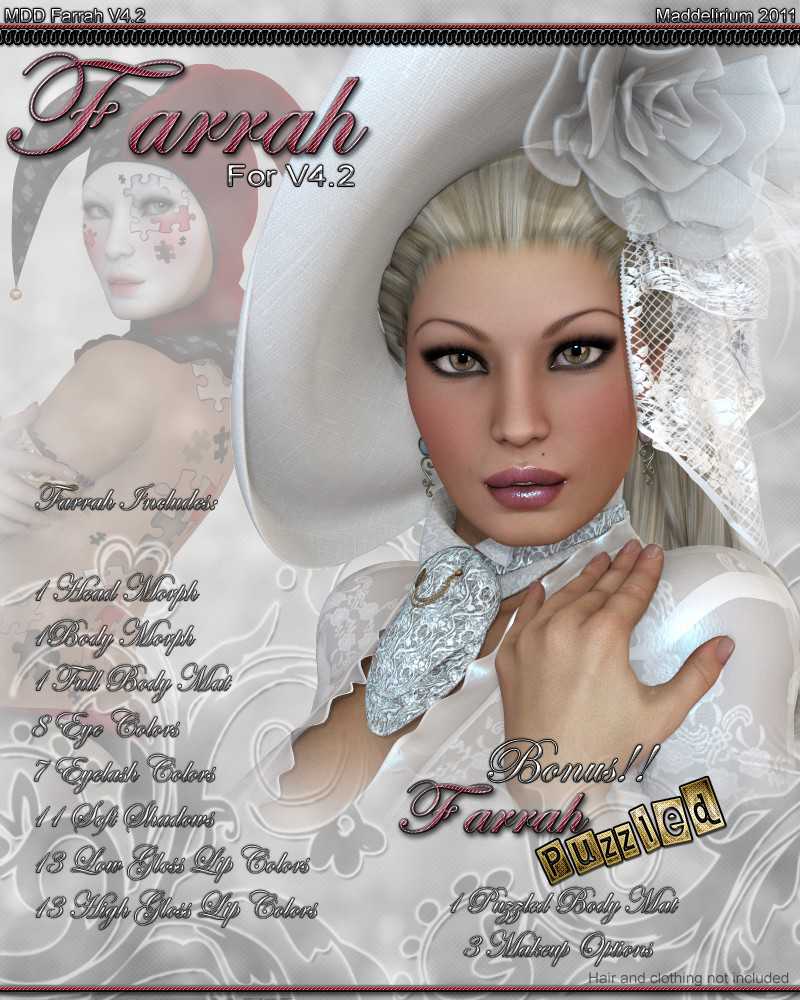 MDD Farrah V4.2
Maddelirium 2011
Farrah
For V4.2
Farrah Includes:
1 Head Morph
1 Body Morph
1 Full Body Mat
8 Eye Colors
7 Eyelash Colors
11 Soft Shadows
13 Low Gloss Lip Colors
13 High Gloss Lip Colors
Bonus!!
Farrah
Puzzled
1 Puzzled Body Mat
3 Makeup Options
Hair and clothing not included